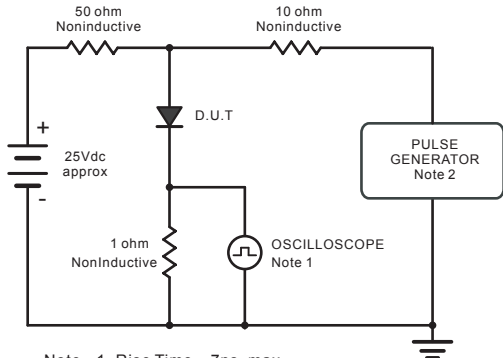 50 ohm
Noninductive
10 ohm
Noninductive
D.U.T
+
25Vdc
approx
-
PULSE
GENERATOR
Note 2
1 ohm
NonInductive
OSCILLOSCOPE
Note 1